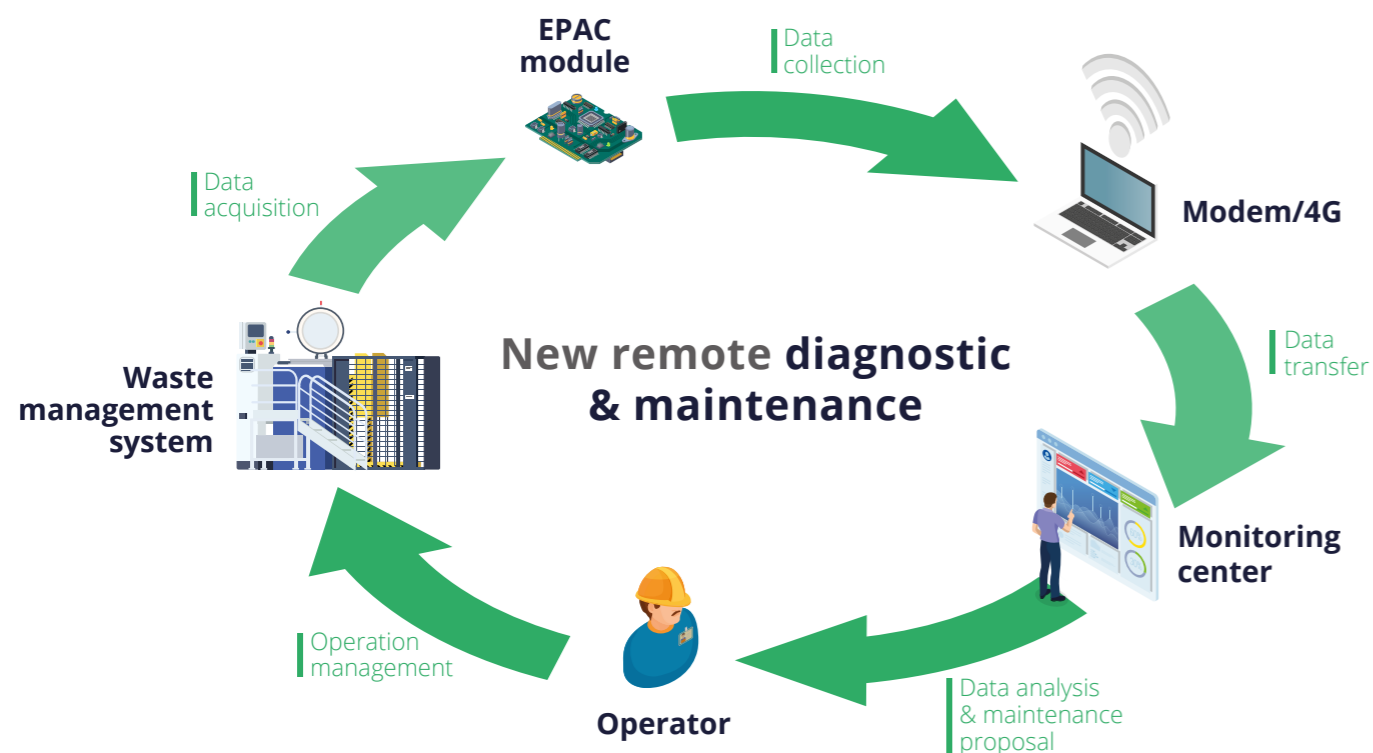 EPAC
module
Data
collection
Data
acquisition
Modem/4G
Data
transfer
New remote diagnostic
& maintenance
Waste
management
system
Monitoring
center
Operation
management
Operator
Data analysis
& maintenance
proposal